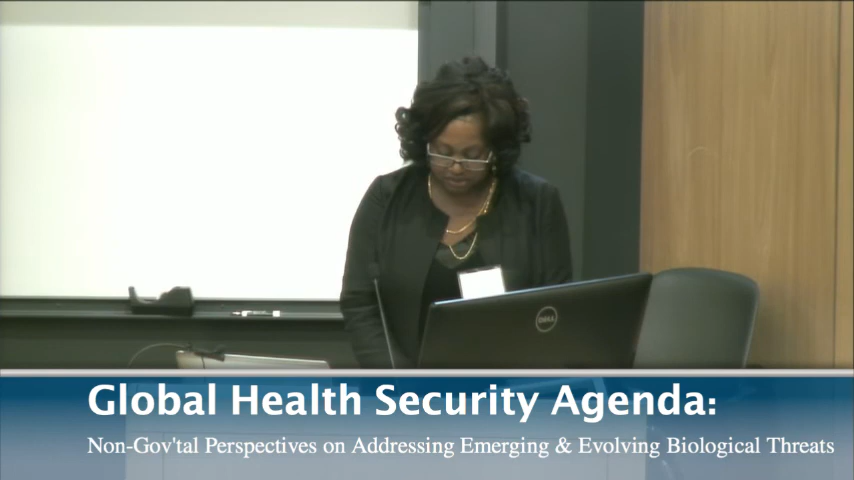 DELL
Global Health Security Agenda:
Non-Gov'tal Perspectives on Addressing Emerging & Evolving Biological Threats